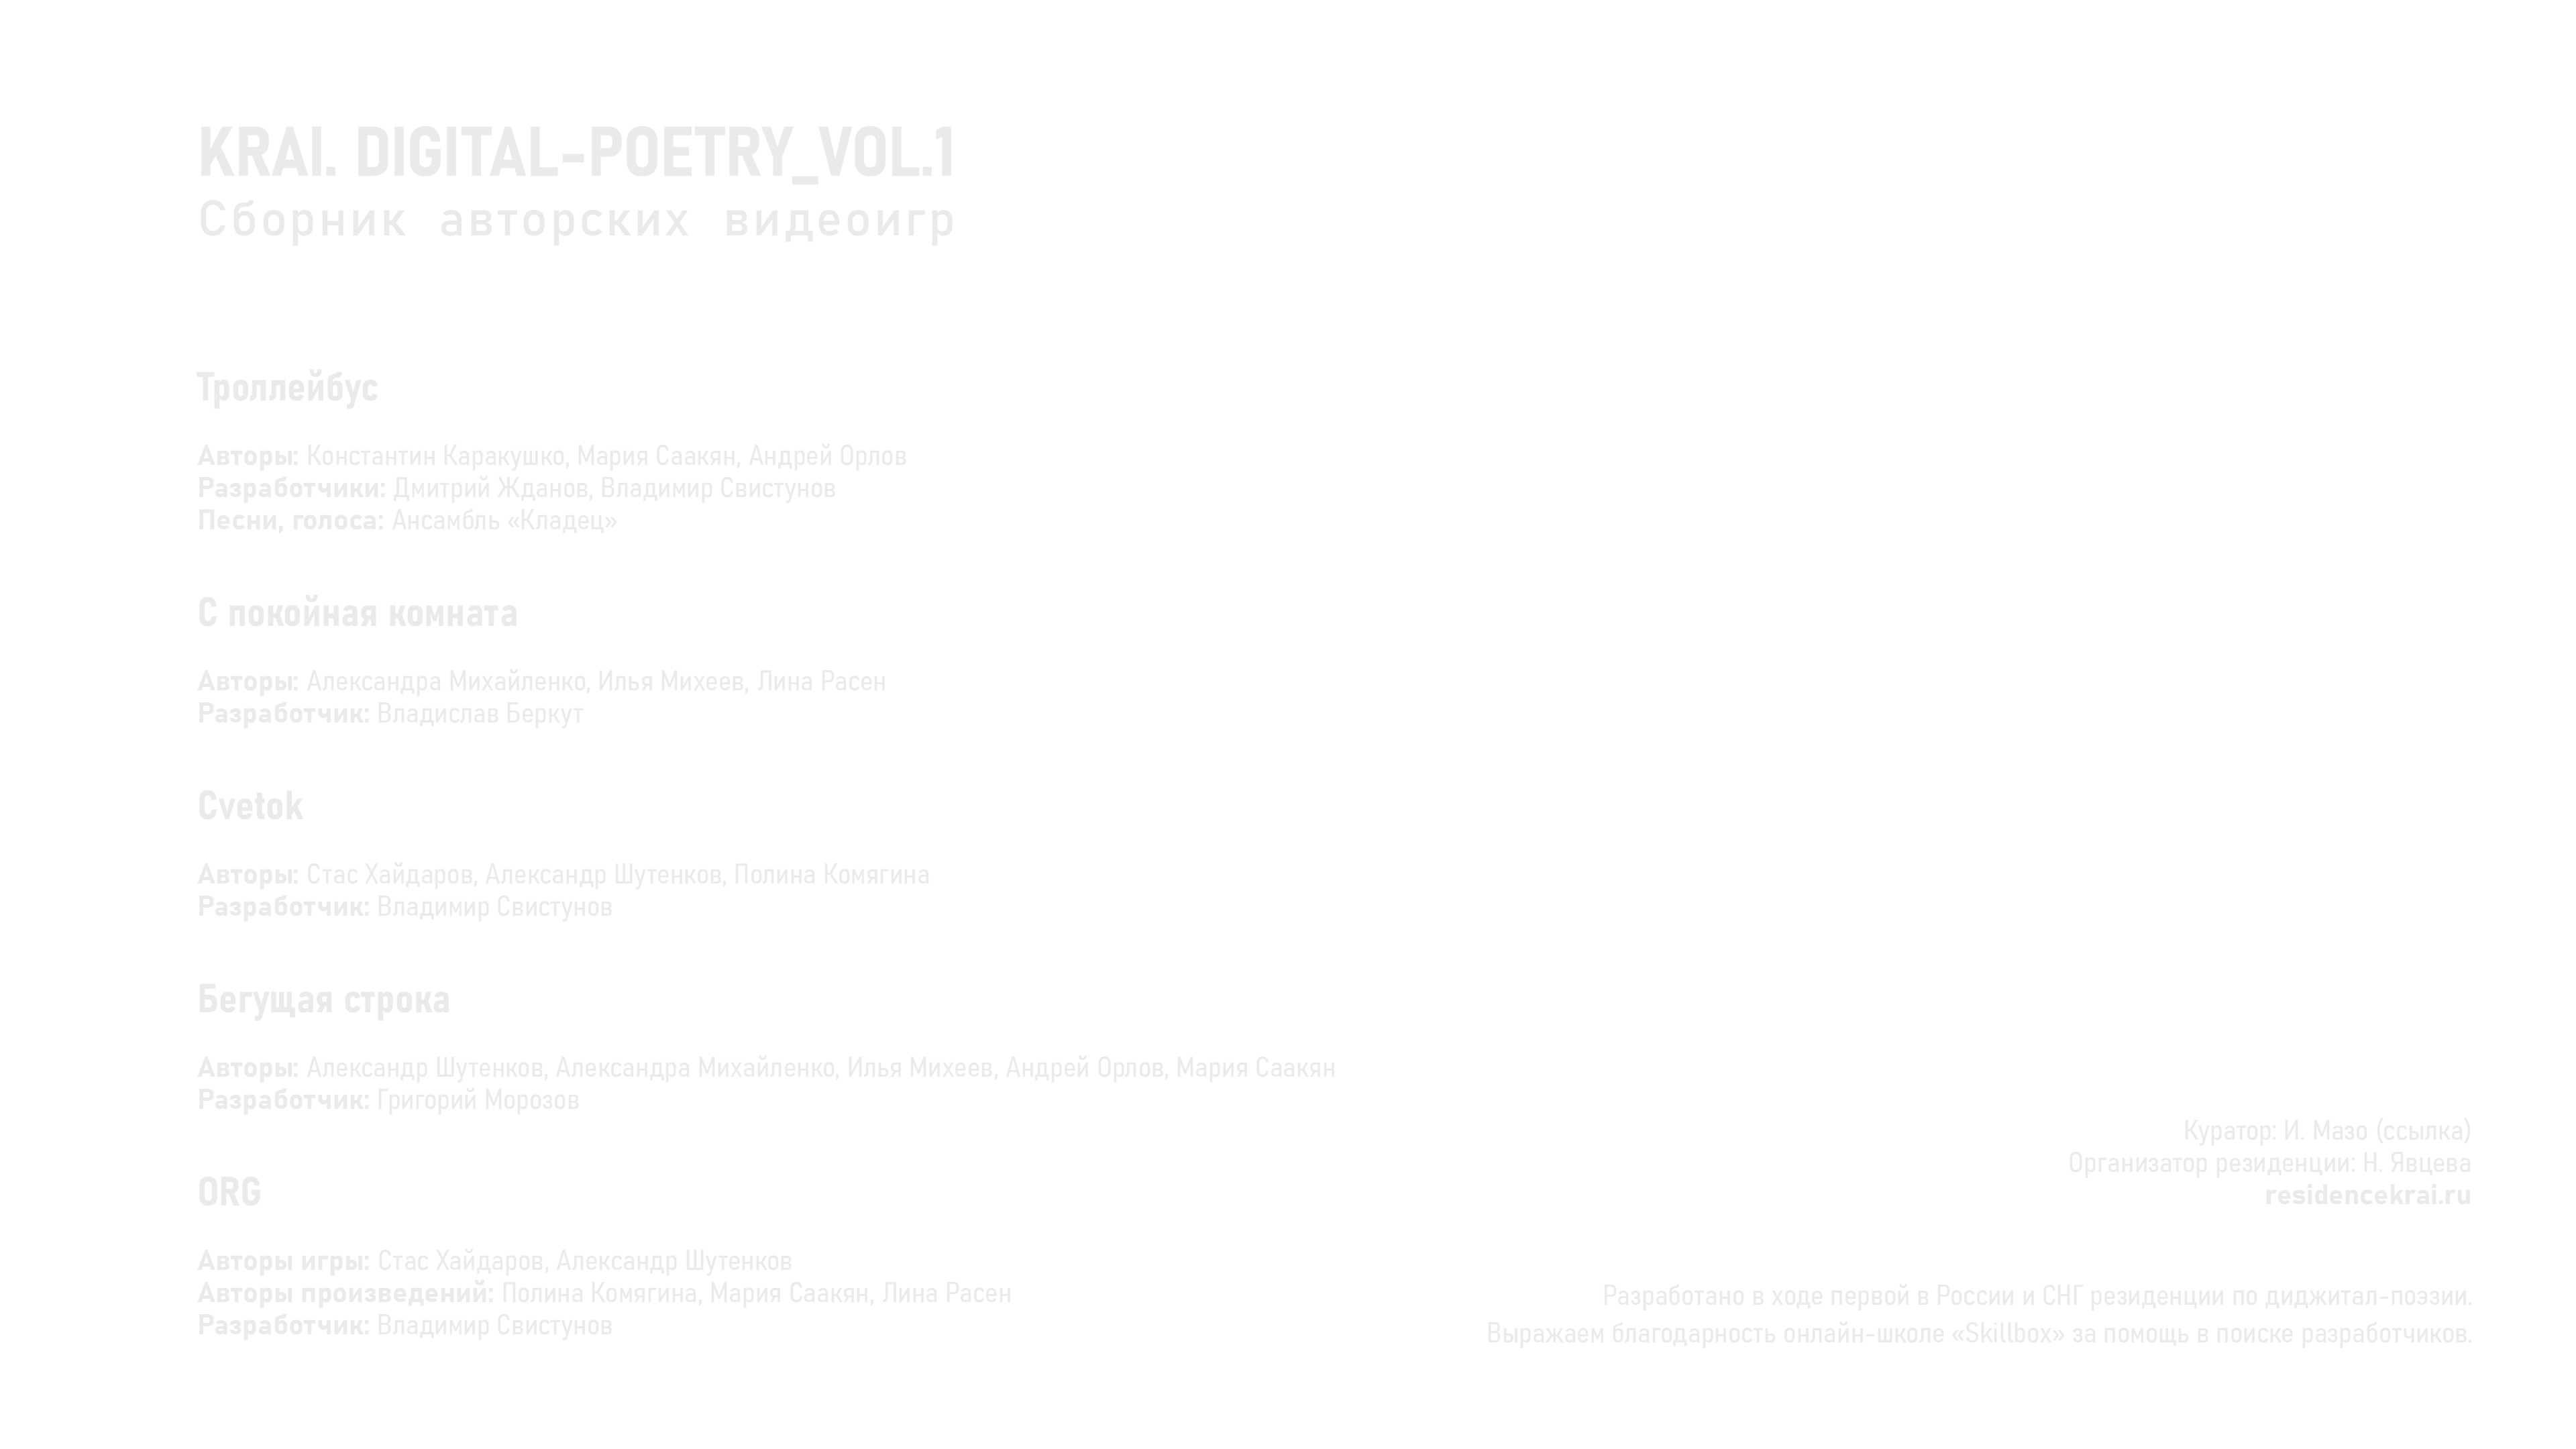 KRAI. DIGITAL-POETRY_VOL.1
Сборник авторских видеоигр
Троллейбус
Авторы: Константин Каракушко, Мария Саакян, Андрей Орлов
Разработчики: Дмитрий Жданов, Владимир Свистунов
Песни, голоса: Ансамбль «Кладец»
С покойная комната
Авторы: Александра Михайленко, Илья Михеев, Лина Расен
Разработчик: Владислав Беркут
Cvetok
Авторы: Стас Хайдаров, Александр Шутенков, Полина Комягина
Разработчик: Владимир Свистунов
Бегущая строка
Авторы: Александр Шутенков, Александра Михайленко, Илья Михеев, Андрей Орлов, Мария Саакян
Разработчик: Григорий Морозов
ORG
Авторы игры: Стас Хайдаров, Александр Шутенков
Авторы произведений: Полина Комягина, Мария Саакян, Лина Расен
Разработчик: Владимир Свистунов
Куратор: И. Мазо (ссылка)
Организатор резиденции: Н. Явцева
residencekrai.ru
Разработано в ходе первой в России и СНГ резиденции по диджитал-поэзии.
Выражаем благодарность онлайн-школе «Skillbox» за помощь в поиске разработчиков.